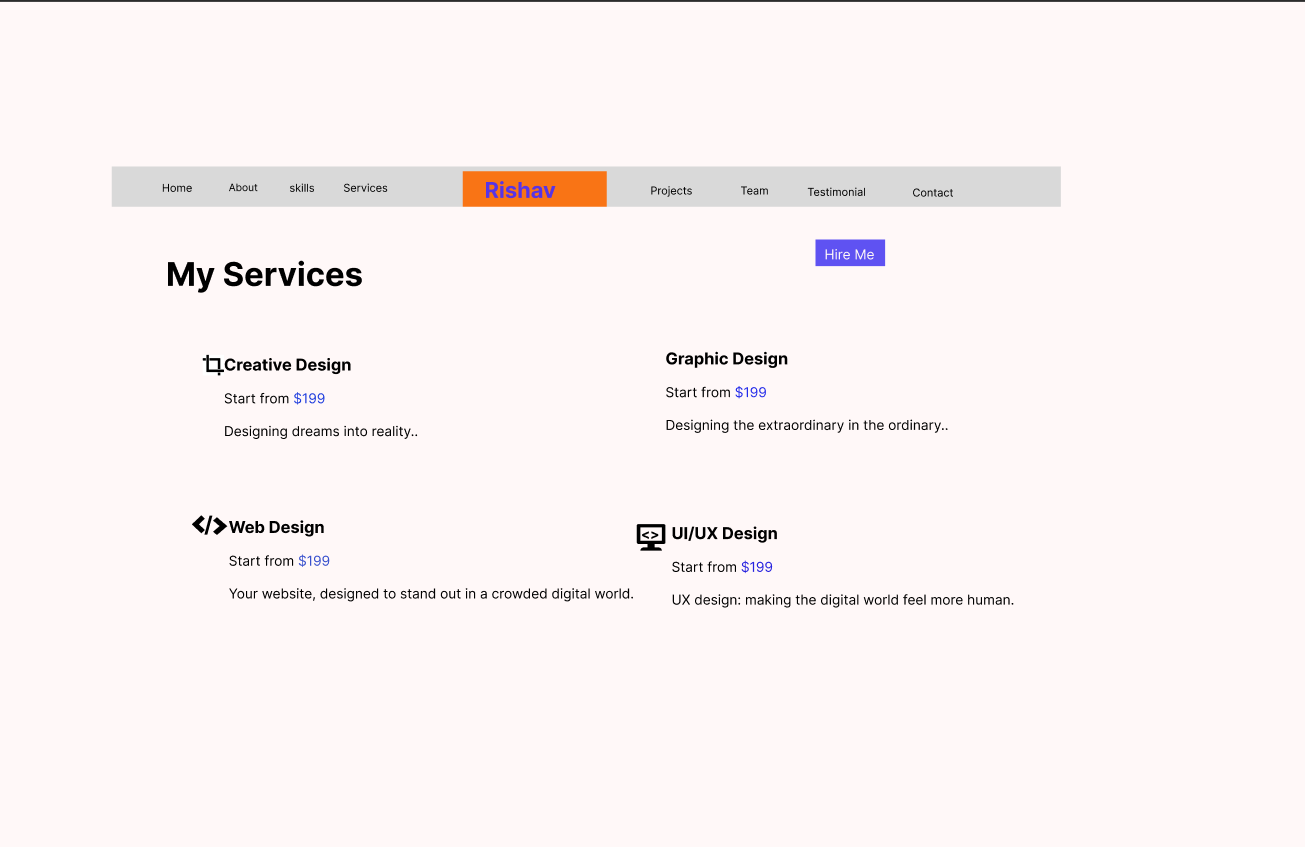 Home About skills Services Rishav Projects Team Testimonial Contact
Hire Me
My Services
Creative Design
Start from $199
Designing dreams into reality..
Graphic Design
Start from $199
Designing the extraordinary in the ordinary..
Web Design
Start from $199
Your website, designed to stand out in a crowded digital world.
UI/UX Design
Start from $199
UX design: making the digital world feel more human.